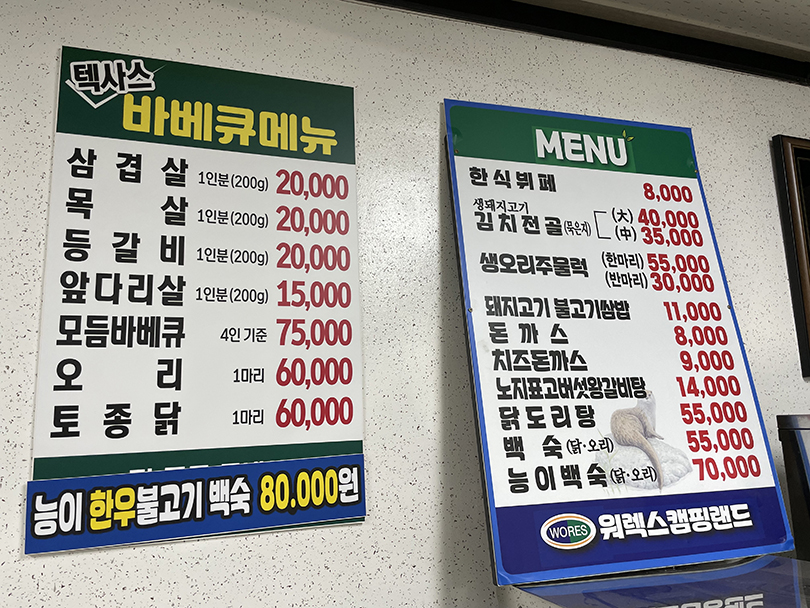 텍사스
바베큐메뉴
삼겹살 1인분(200g) 20,000
목살 1인분(200g) 20,000
등갈비 1인분(200g) 20,000
앞다리살 1인분(200g) 15,000
모듬바베큐 4인 기준 75,000
오리 1마리 60,000
토종닭 1마리 60,000
능이 한우불고기 백숙 80.000원
MENU
한식뷔페 8,000
생돼지고기
김치전골(묵은지) (大) 40,000
(中) 35,000
생오리주물럭 (한마리) 55,000
(반마리) 30,000
돼지고기 불고기쌈밥 11,000
돈까스 8,000
치즈돈까스 9,000
노지표고버섯왕갈비탕 14,000
닭도리탕 55,000
백숙(닭·오리) 55,000
능이백숙(닭·오리) 70,000
WORES 워렉스캠핑랜드